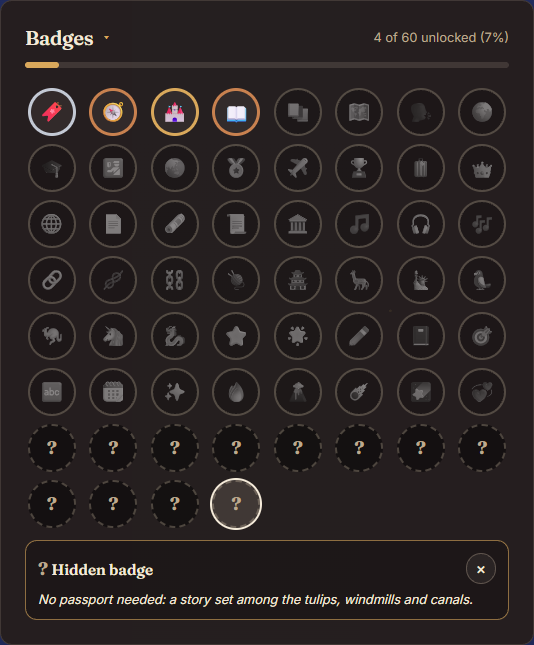 Badges
4 of 60 unlocked (7%)
abc
? ? ? ? ? ? ? ?
? ? ? ?
? Hidden badge
×
No passport needed: a story set among the tulips, windmills and canals.